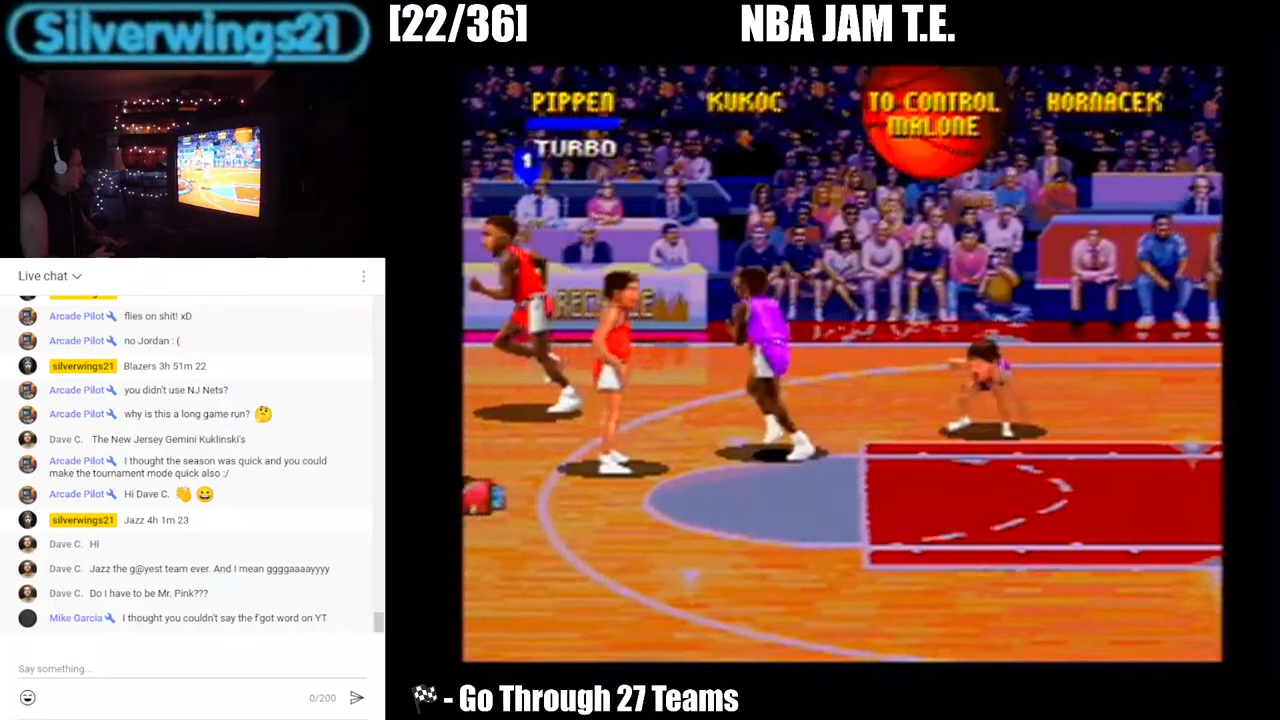 Silverwings21
[22/36]
NBA JAM T.E.
PIPPEN
KUKOC
TO CONTROL
MALONE
HORNACEK
TURBO
1
Live chat
Arcade Pilot flies on shit! xD
Arcade Pilot no Jordan : (
silverwings21 Blazers 3h 51m 22
Arcade Pilot you didn't use NJ Nets?
Arcade Pilot why is this a long game run? 🤔
Dave C. The New Jersey Gemini Kuklinski's
Arcade Pilot I thought the season was quick and you could
make the tournament mode quick also :/
Arcade Pilot Hi Dave C. 👋 😀
silverwings21 Jazz 4h 1m 23
Dave C. Hi
Dave C. Jazz the g@yest team ever. And I mean ggggaaaayyyy
Dave C. Do I have to be Mr. Pink???
Mike Garcia I thought you couldn't say the f'got word on YT
Say something...
0/200
🏁 - Go Through 27 Teams